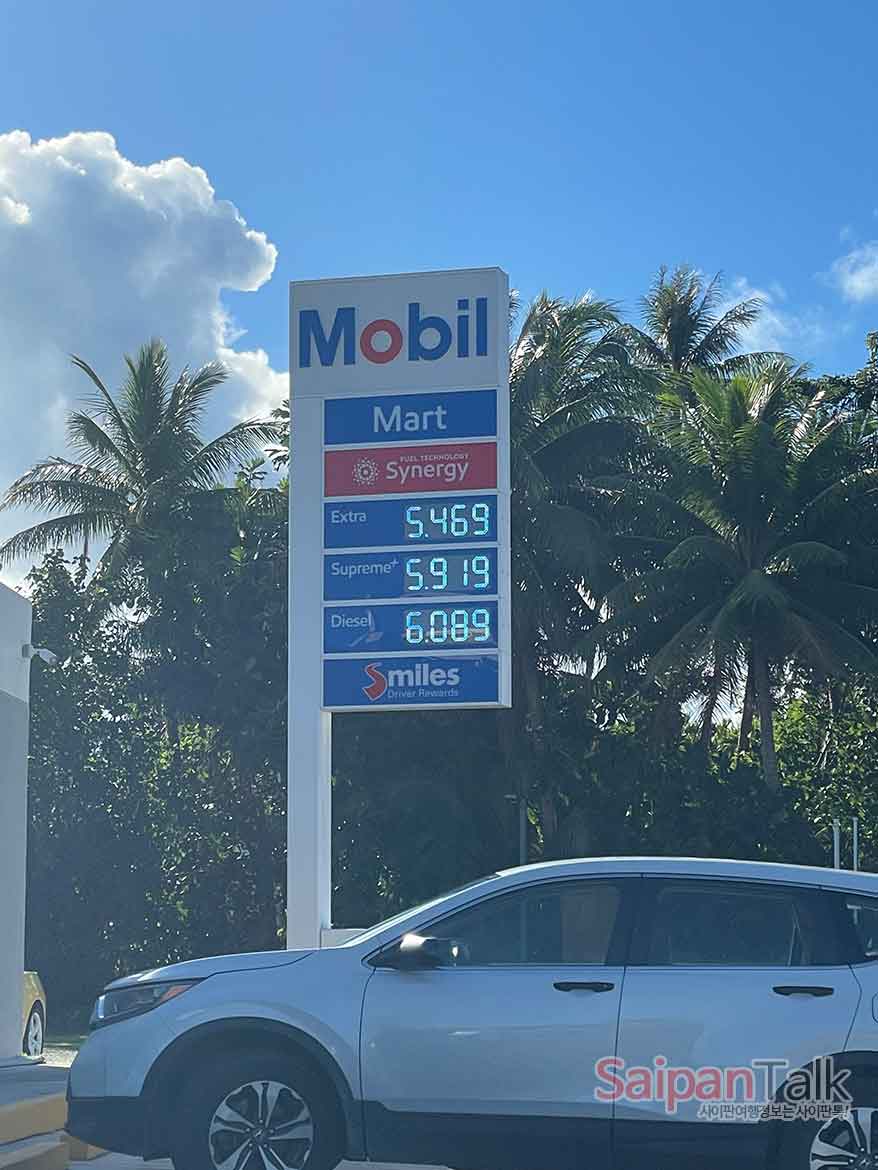 Mobil
Mart
FUEL TECHNOLOGY
Synergy
Extra 5.469
Supreme+ 5.919
Diesel 6.089
Smiles
Driver Rewards
SaipanTalk
사이판여행정보는 사이판톡!